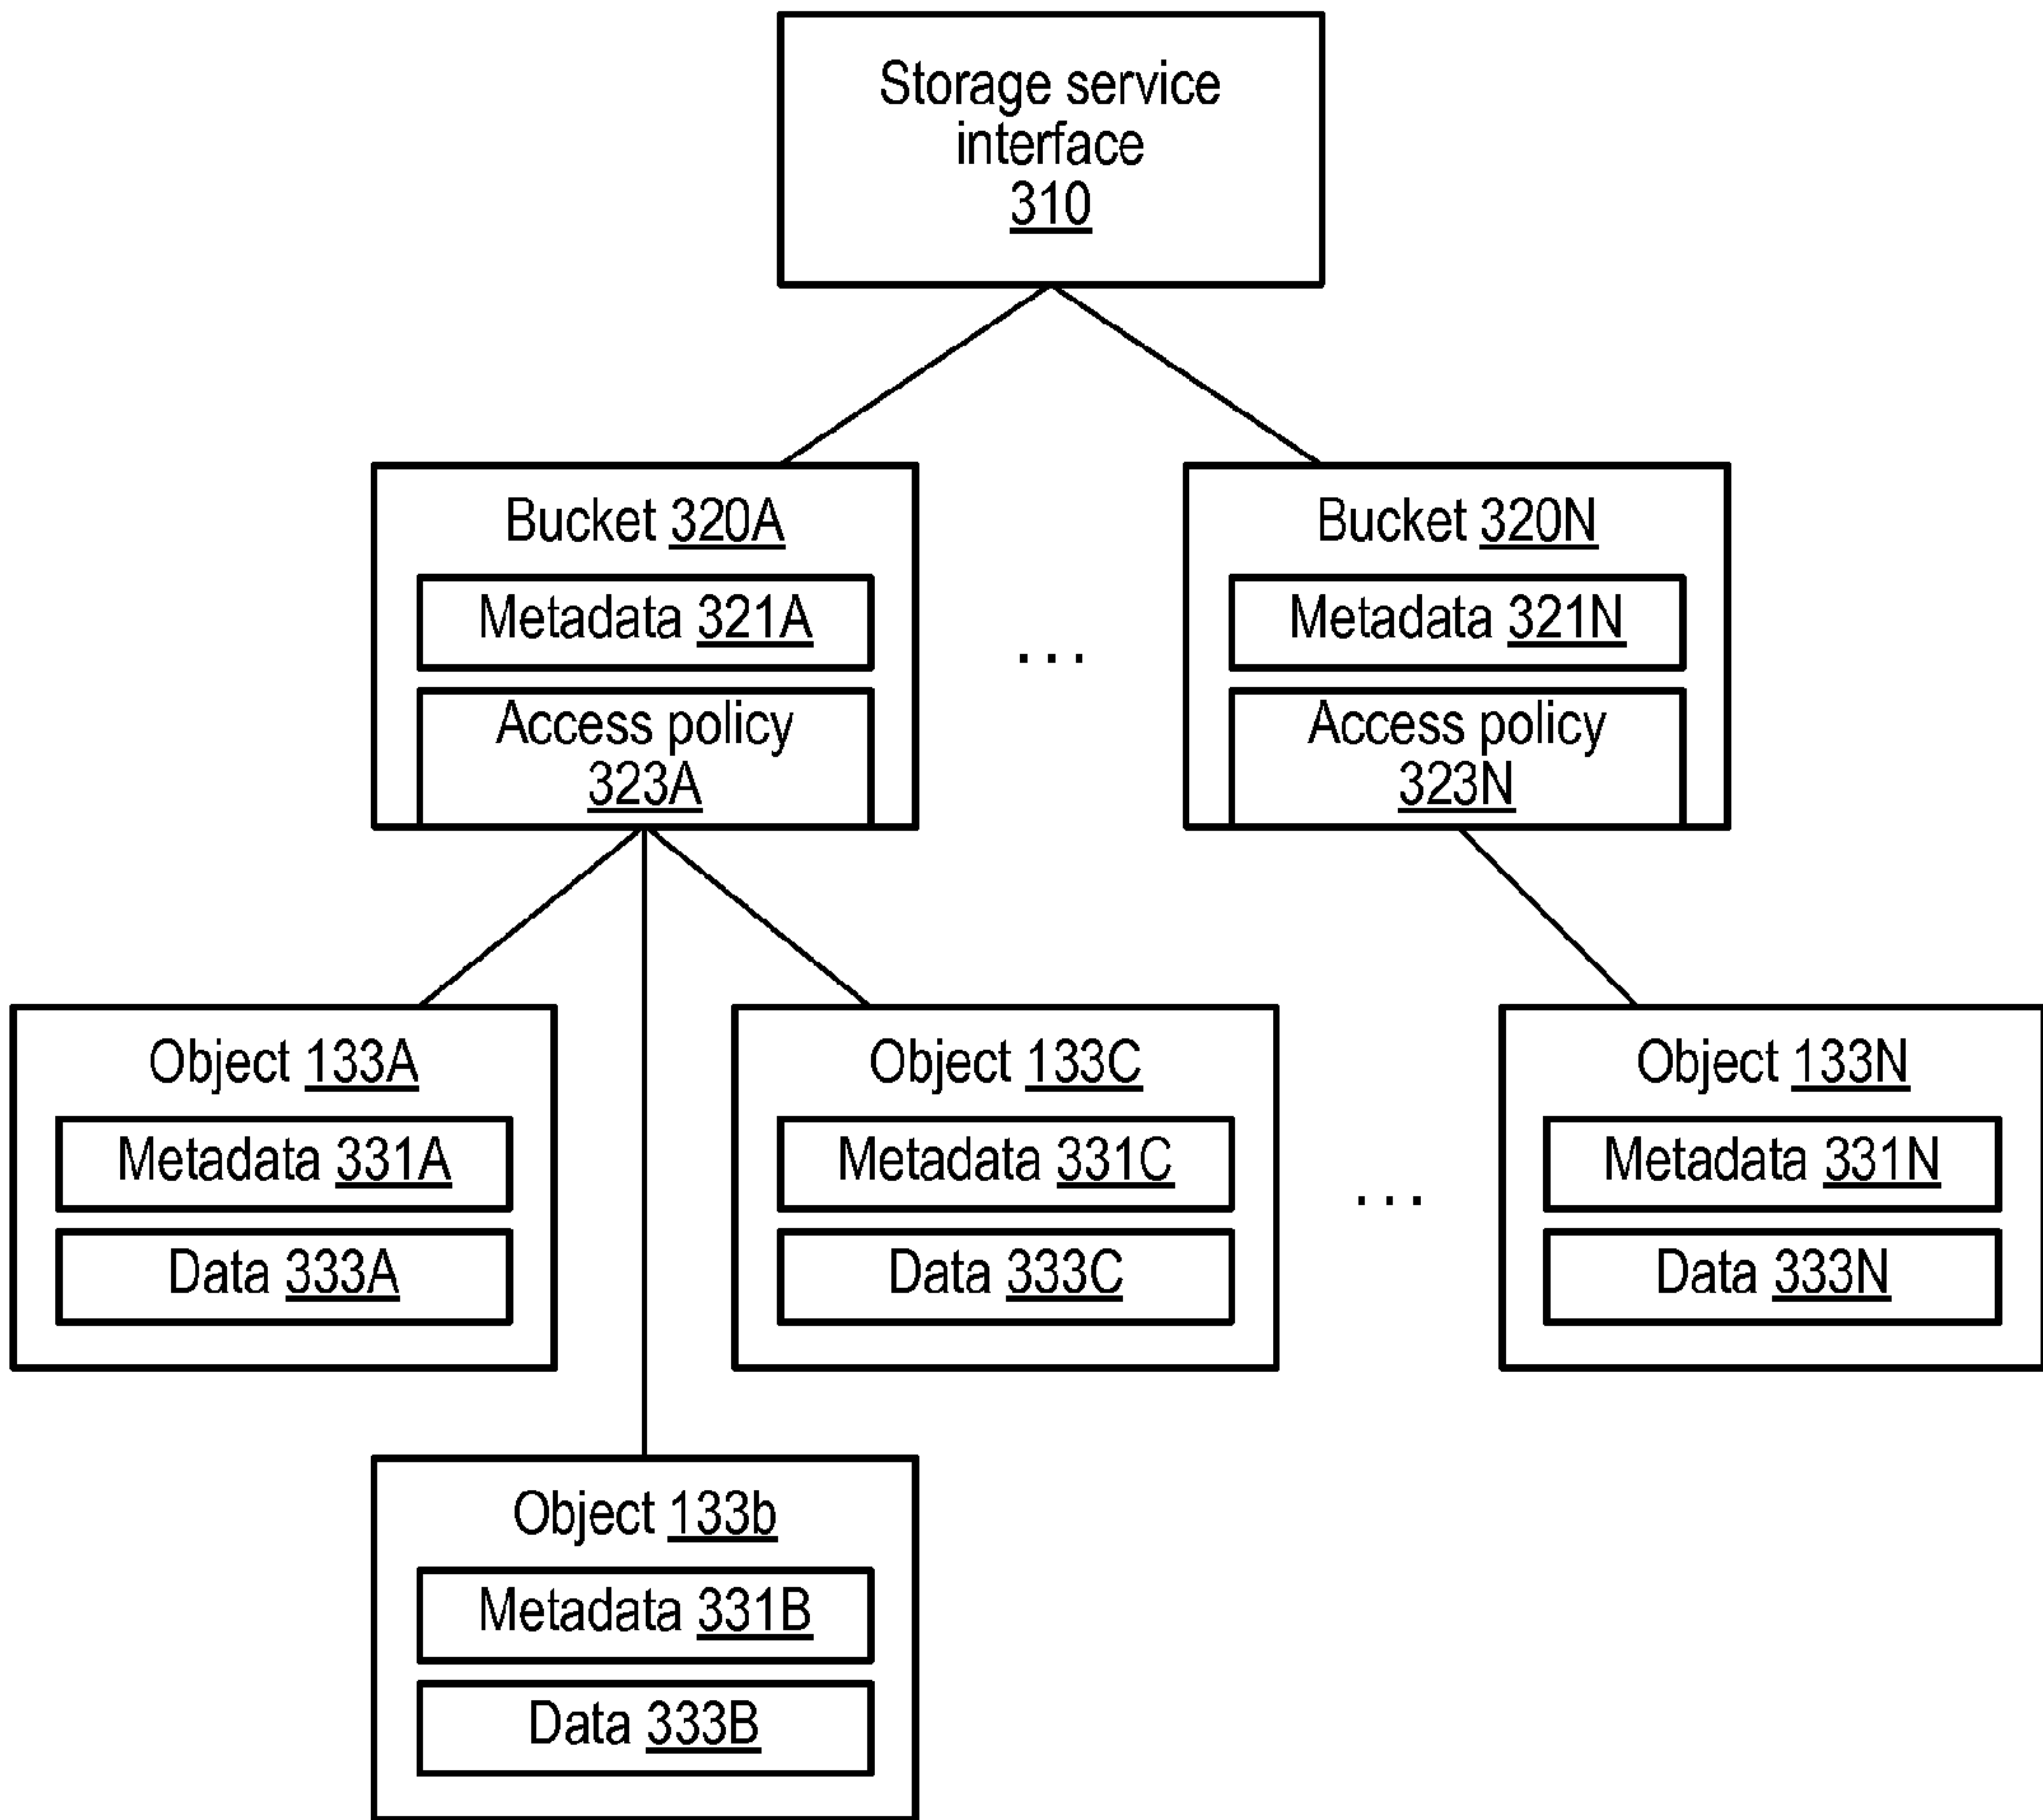 Storage service
interface
310
Bucket 320A
Metadata 321A
Access policy
323A
...
Bucket 320N
Metadata 321N
Access policy
323N
Object 133A
Metadata 331A
Data 333A
Object 133C
Metadata 331C
Data 333C
...
Object 133N
Metadata 331N
Data 333N
Object 133b
Metadata 331B
Data 333B